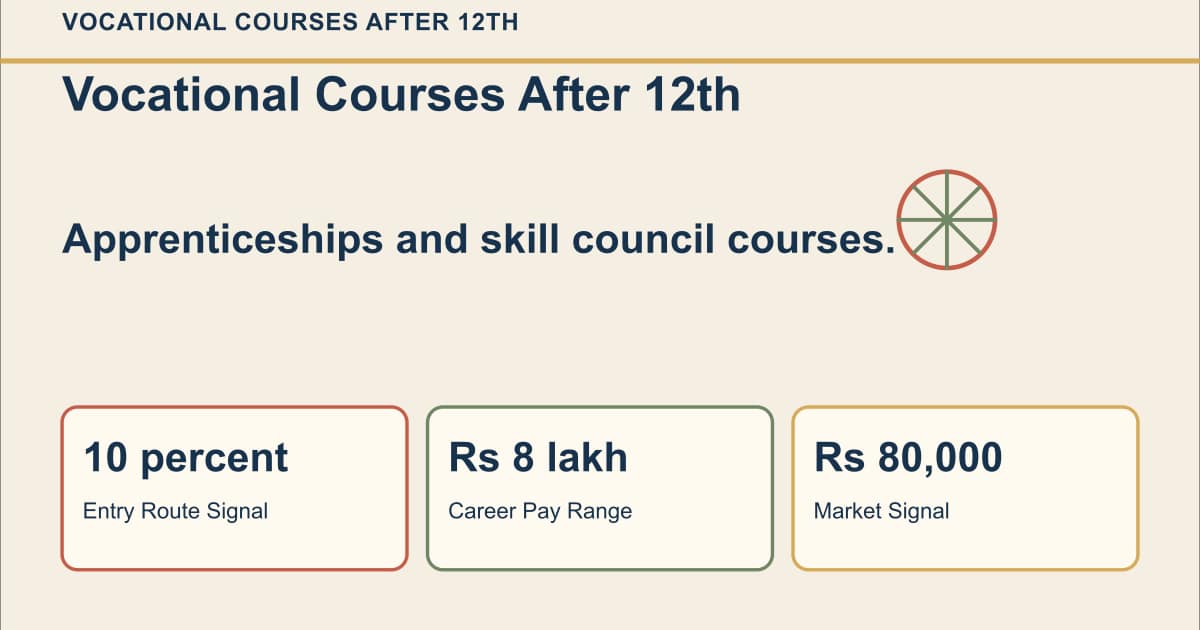 VOCATIONAL COURSES AFTER 12TH
Vocational Courses After 12th
Apprenticeships and skill council courses.
10 percent
Entry Route Signal
Rs 8 lakh
Career Pay Range
Rs 80,000
Market Signal